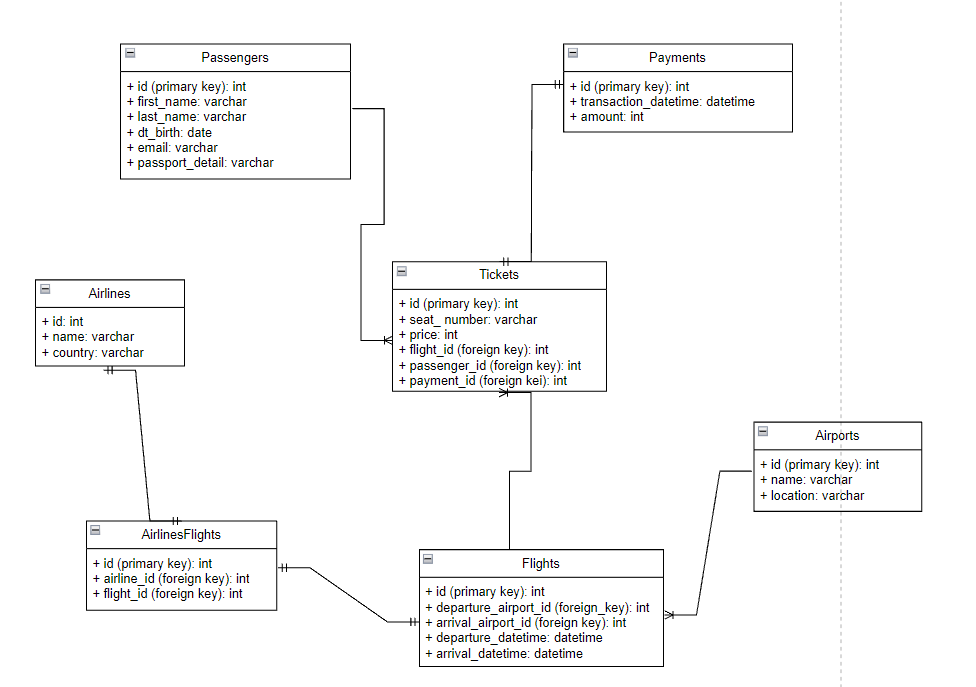 Passengers
+ id (primary key): int
+ first_name: varchar
+ last_name: varchar
+ dt_birth: date
+ email: varchar
+ passport_detail: varchar
Payments
+ id (primary key): int
+ transaction_datetime: datetime
+ amount: int
Tickets
+ id (primary key): int
+ seat_ number: varchar
+ price: int
+ flight_id (foreign key): int
+ passenger_id (foreign key): int
+ payment_id (foreign kei): int
Airlines
+ id: int
+ name: varchar
+ country: varchar
Airports
+ id (primary key): int
+ name: varchar
+ location: varchar
AirlinesFlights
+ id (primary key): int
+ airline_id (foreign key): int
+ flight_id (foreign key): int
Flights
+ id (primary key): int
+ departure_airport_id (foreign_key): int
+ arrival_airport_id (foreign key): int
+ departure_datetime: datetime
+ arrival_datetime: datetime